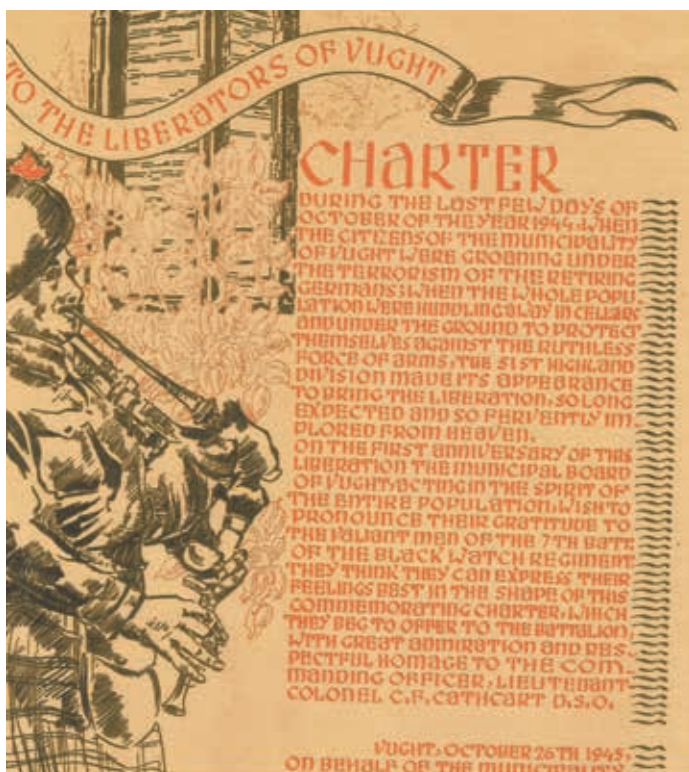 TO THE LIBERATORS OF VUGHT
CHARTER
DURING THE LAST FEW DAYS OF
OCTOBER OF THE YEAR 1944, WHEN
THE CITIZENS OF THE MUNICIPALITY
OF VUGHT WERE GROANING UNDER
THE TERRORISM OF THE RETIRING
GERMANS; WHEN THE WHOLE POPU
LATION WERE HUDDLING AWAY IN CELLARS
AND UNDER THE GROUND TO PROTECT
THEMSELVES AGAINST THE RUTHLESS
FORCE OF ARMS, THE 51ST HIGHLAND
DIVISION MADE ITS APPEARANCE
TO BRING THE LIBERATION, SO LONG
EXPECTED AND SO FERVENTLY IM
PLORED FROM HEAVEN.
ON THE FIRST ANNIVERSARY OF THIS
LIBERATION THE MUNICIPAL BOARD
OF VUGHT, ACTING IN THE SPIRIT OF
THE ENTIRE POPULATION, WISH TO
PRONOUNCE THEIR GRATITUDE TO
THE VALIANT MEN OF THE 7TH BATT.
OF THE BLACK WATCH REGIMENT
THEY THINK THEY CAN EXPRESS THEIR
FEELINGS BEST IN THE SHAPE OF THIS
COMMEMORATING CHARTER, WHICH
THEY BEG TO OFFER TO THE BATTALION,
WITH GREAT ADMIRATION AND RES-
PECTFUL HOMAGE TO THE COM-
MANDING OFFICER, LIEUTENANT
COLONEL C.F. CATHCART D.S.O.
VUGHT, OCTOBER 26TH 1945,
ON BEHALF OF THE MUNICIPALITY